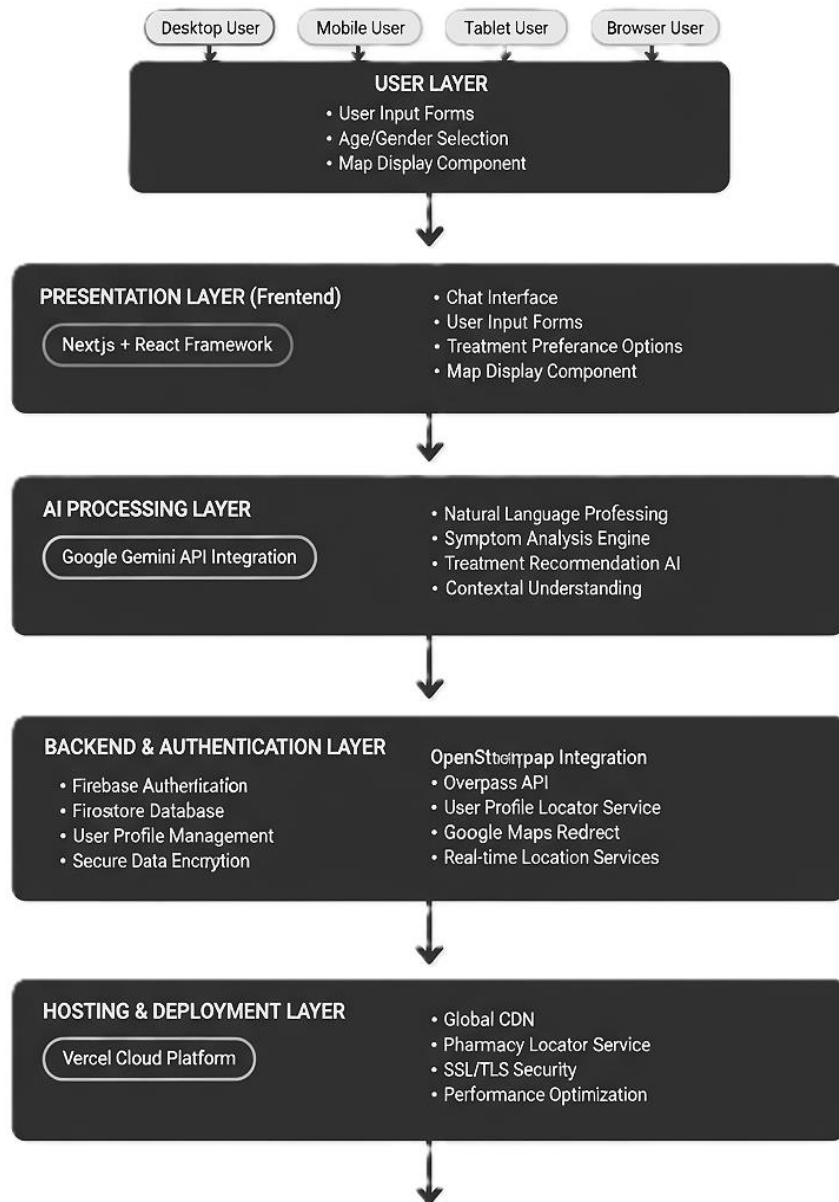 Desktop User
Mobile User
Tablet User
Browser User
USER LAYER
• User Input Forms
• Age/Gender Selection
• Map Display Component
PRESENTATION LAYER (Frentend)
Nextjs + React Framework
• Chat Interface
• User Input Forms
• Treatment Preferance Options
• Map Display Component
AI PROCESSING LAYER
Google Gemini API Integration
• Natural Language Professing
• Symptom Analysis Engine
• Treatment Recormendation AI
• Contextal Understanding
BACKEND & AUTHENTICATION LAYER
• Firebase Authertication
• Firostore Database
• User Profile Management
• Secure Data Encrytion
Integration
• Overpass API
• User Profile Locator Service
• Google Maps Redrect
• Real-time Location Services
HOSTING & DEPLOYMENT LAYER
Vercel Cloud Platform
• Global CDN
• Pharmacy Locator Service
• SSL/TLS Security
• Performance Optimization